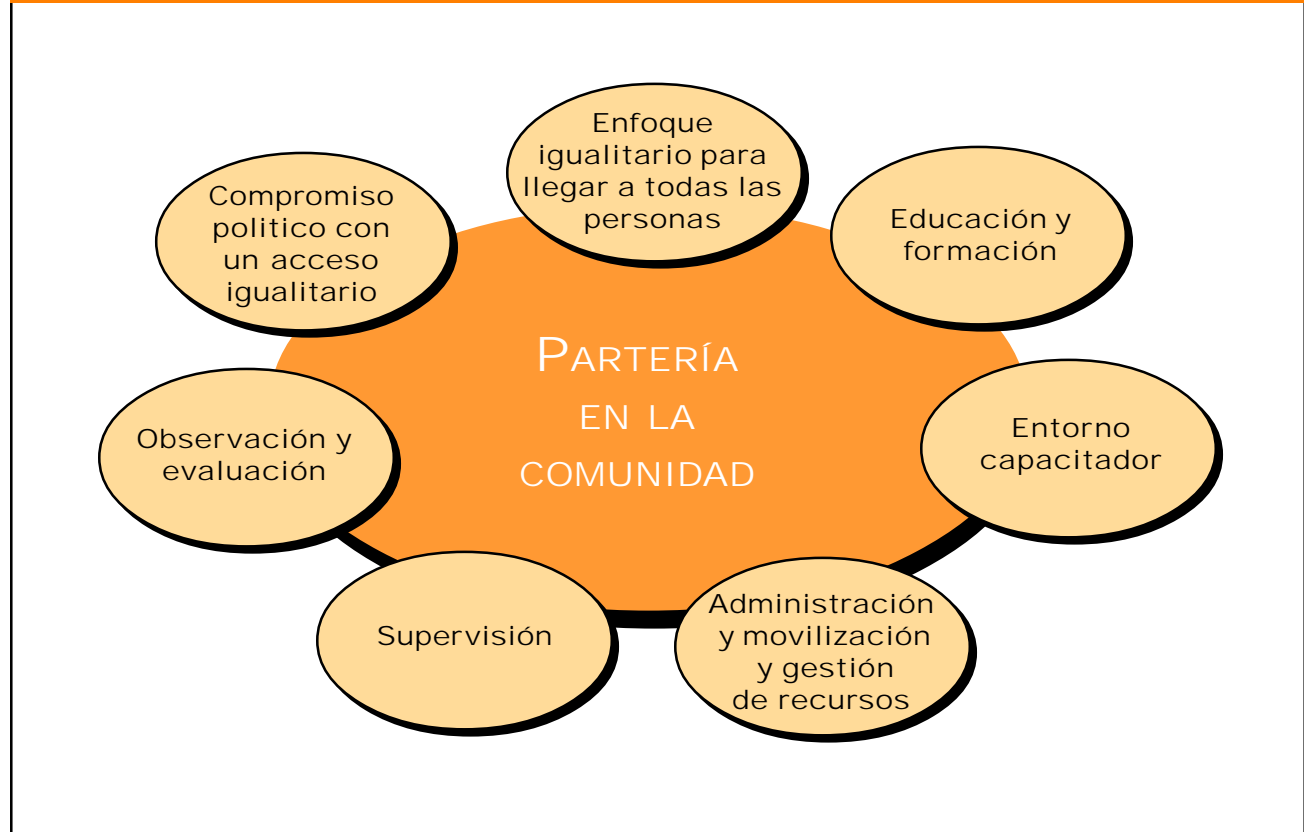 Enfoque
igualitario para
llegar a todas las
personas
Compromiso
politico con
un acceso
igualitario
Educación y
formación
PARTERÍA
EN LA
COMUNIDAD
Observación y
evaluación
Entorno
capacitador
Supervisión
Administración
y movilización
y gestión
de recursos